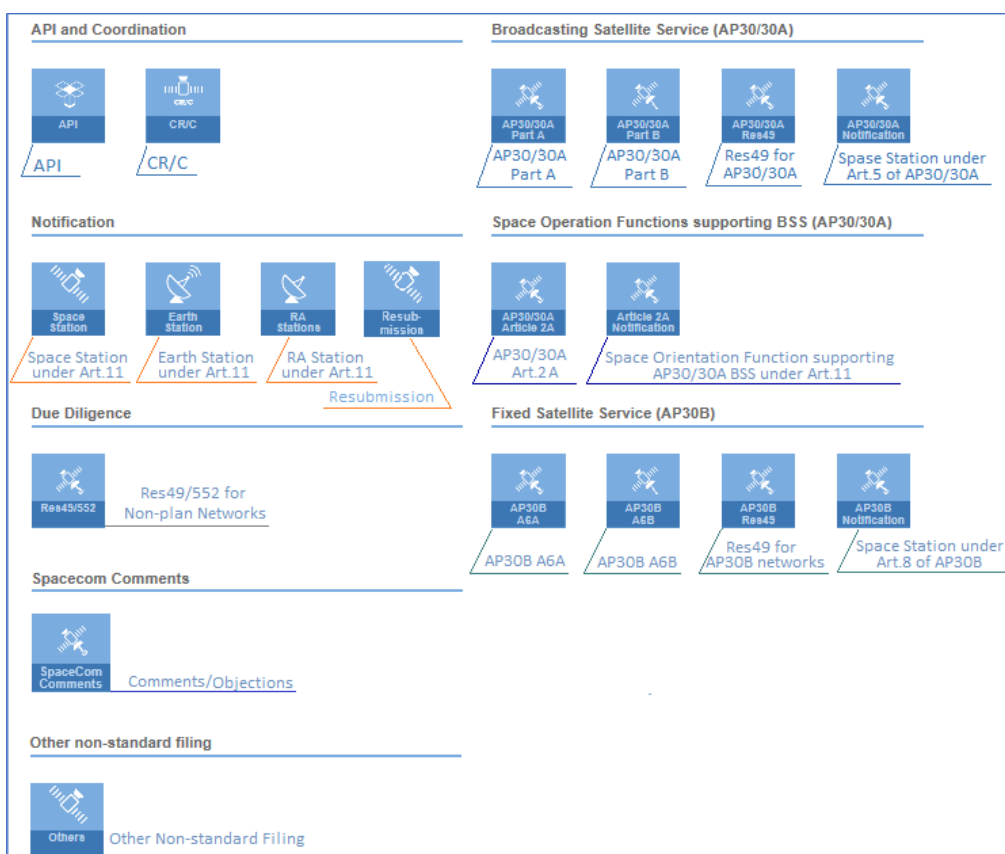 API and Coordination
API
CR/C
CR/C
API
CR/C
Notification
Space
Station
Earth
Station
RA
Stations
Resub-
mission
Space Station
under Art.11
Earth Station
under Art.11
RA Station
under Art.11
Resubmission
Due Diligence
Res49/552
Res49/552 for
Non-plan Networks
Spacecom Comments
SpaceCom
Comments
Comments/Objections
Other non-standard filing
Others
Other Non-standard Filing
Broadcasting Satellite Service (AP30/30A)
AP30/30A
Part A
AP30/30A
Part B
AP30/30A
Res49
AP30/30A
Notification
AP30/30A
Part A
AP30/30A
Part B
Res49 for
AP30/30A
Spase Station under
Art.5 of AP30/30A
Space Operation Functions supporting BSS (AP30/30A)
AP30/30A
Article 2A
Article 2A
Notification
AP30/30A
Art.2A
Space Orientation Function supporting
AP30/30A BSS under Art.11
Fixed Satellite Service (AP30B)
AP30B
A6A
AP30B
A6B
AP30B
Res49
AP30B
Notification
AP30B A6A
AP30B A6B
Res49 for
AP30B networks
Space Station under
Art.8 of AP30B